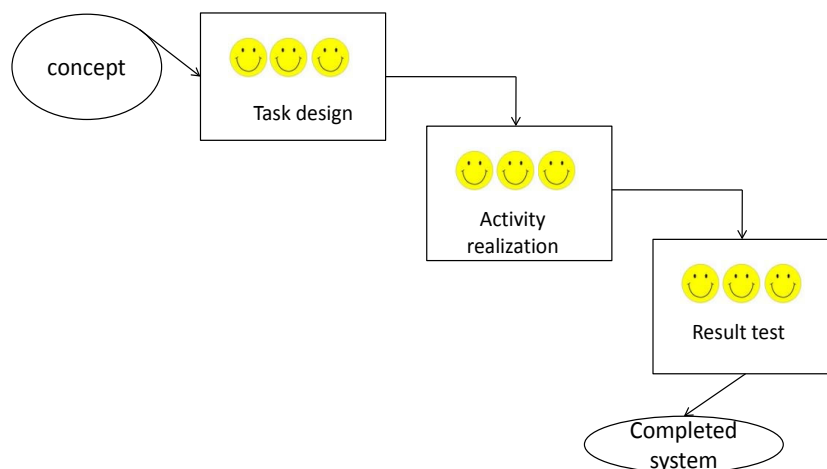 concept
Task design
Activity
realization
Result test
Completed
system